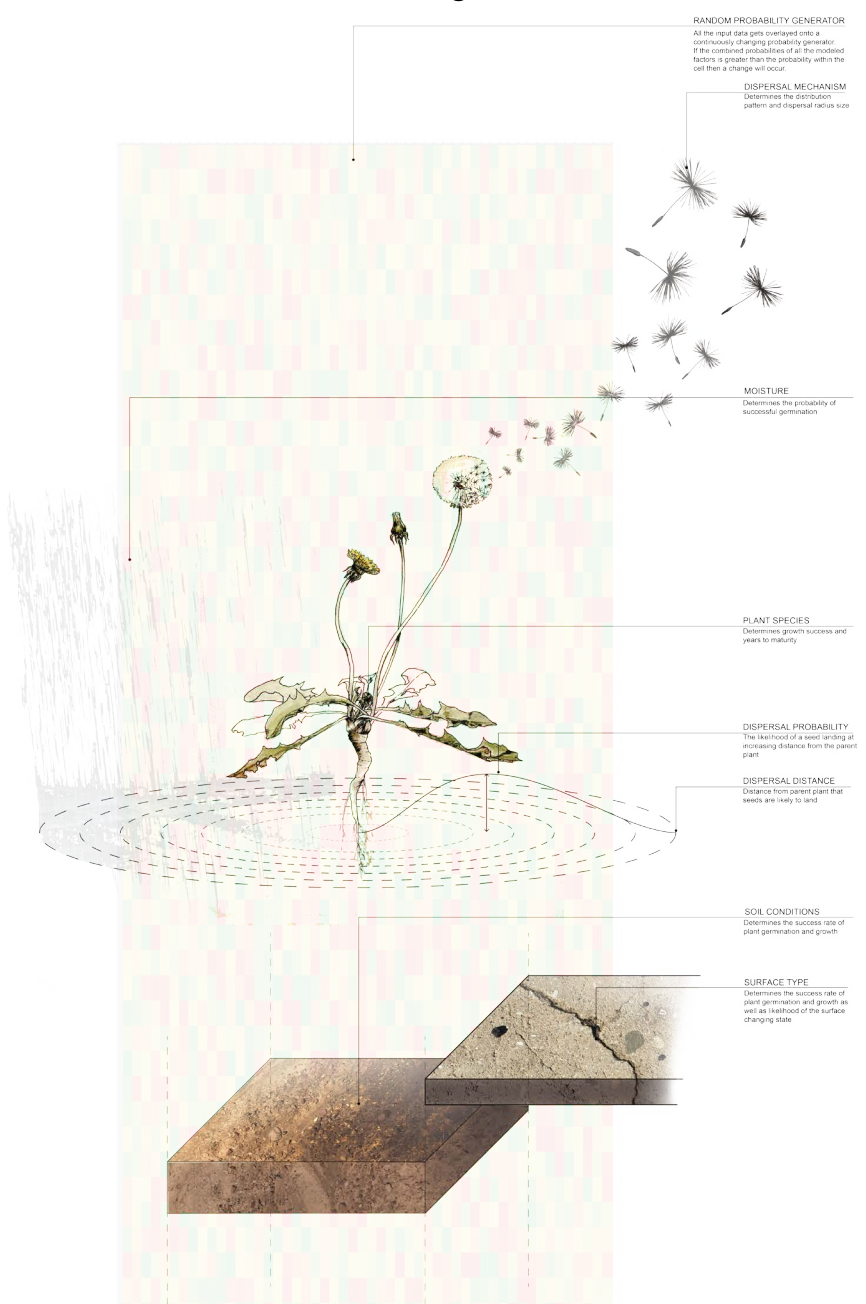 RANDOM PROBABILITY GENERATOR
All the input data gets overlayed onto a
continuously changing probability generator.
If the combined probabilities of all the modeled
factors is greater than the probability within the
cell then a change will occur.
DISPERSAL MECHANISM
Determines the distribution
pattern and dispersal radius size
MOISTURE
Determines the probability of
successful germination
PLANT SPECIES
Determines growth success and
years to maturity
DISPERSAL PROBABILITY
The likelihood of a seed landing at
increasing distance from the parent
plant
DISPERSAL DISTANCE
Distance from parent plant that
seeds are likely to land
SOIL CONDITIONS
Determines the success rate of
plant germination and growth
SURFACE TYPE
Determines the success rate of
plant germination and growth as
well as likelihood of the surface
changing state